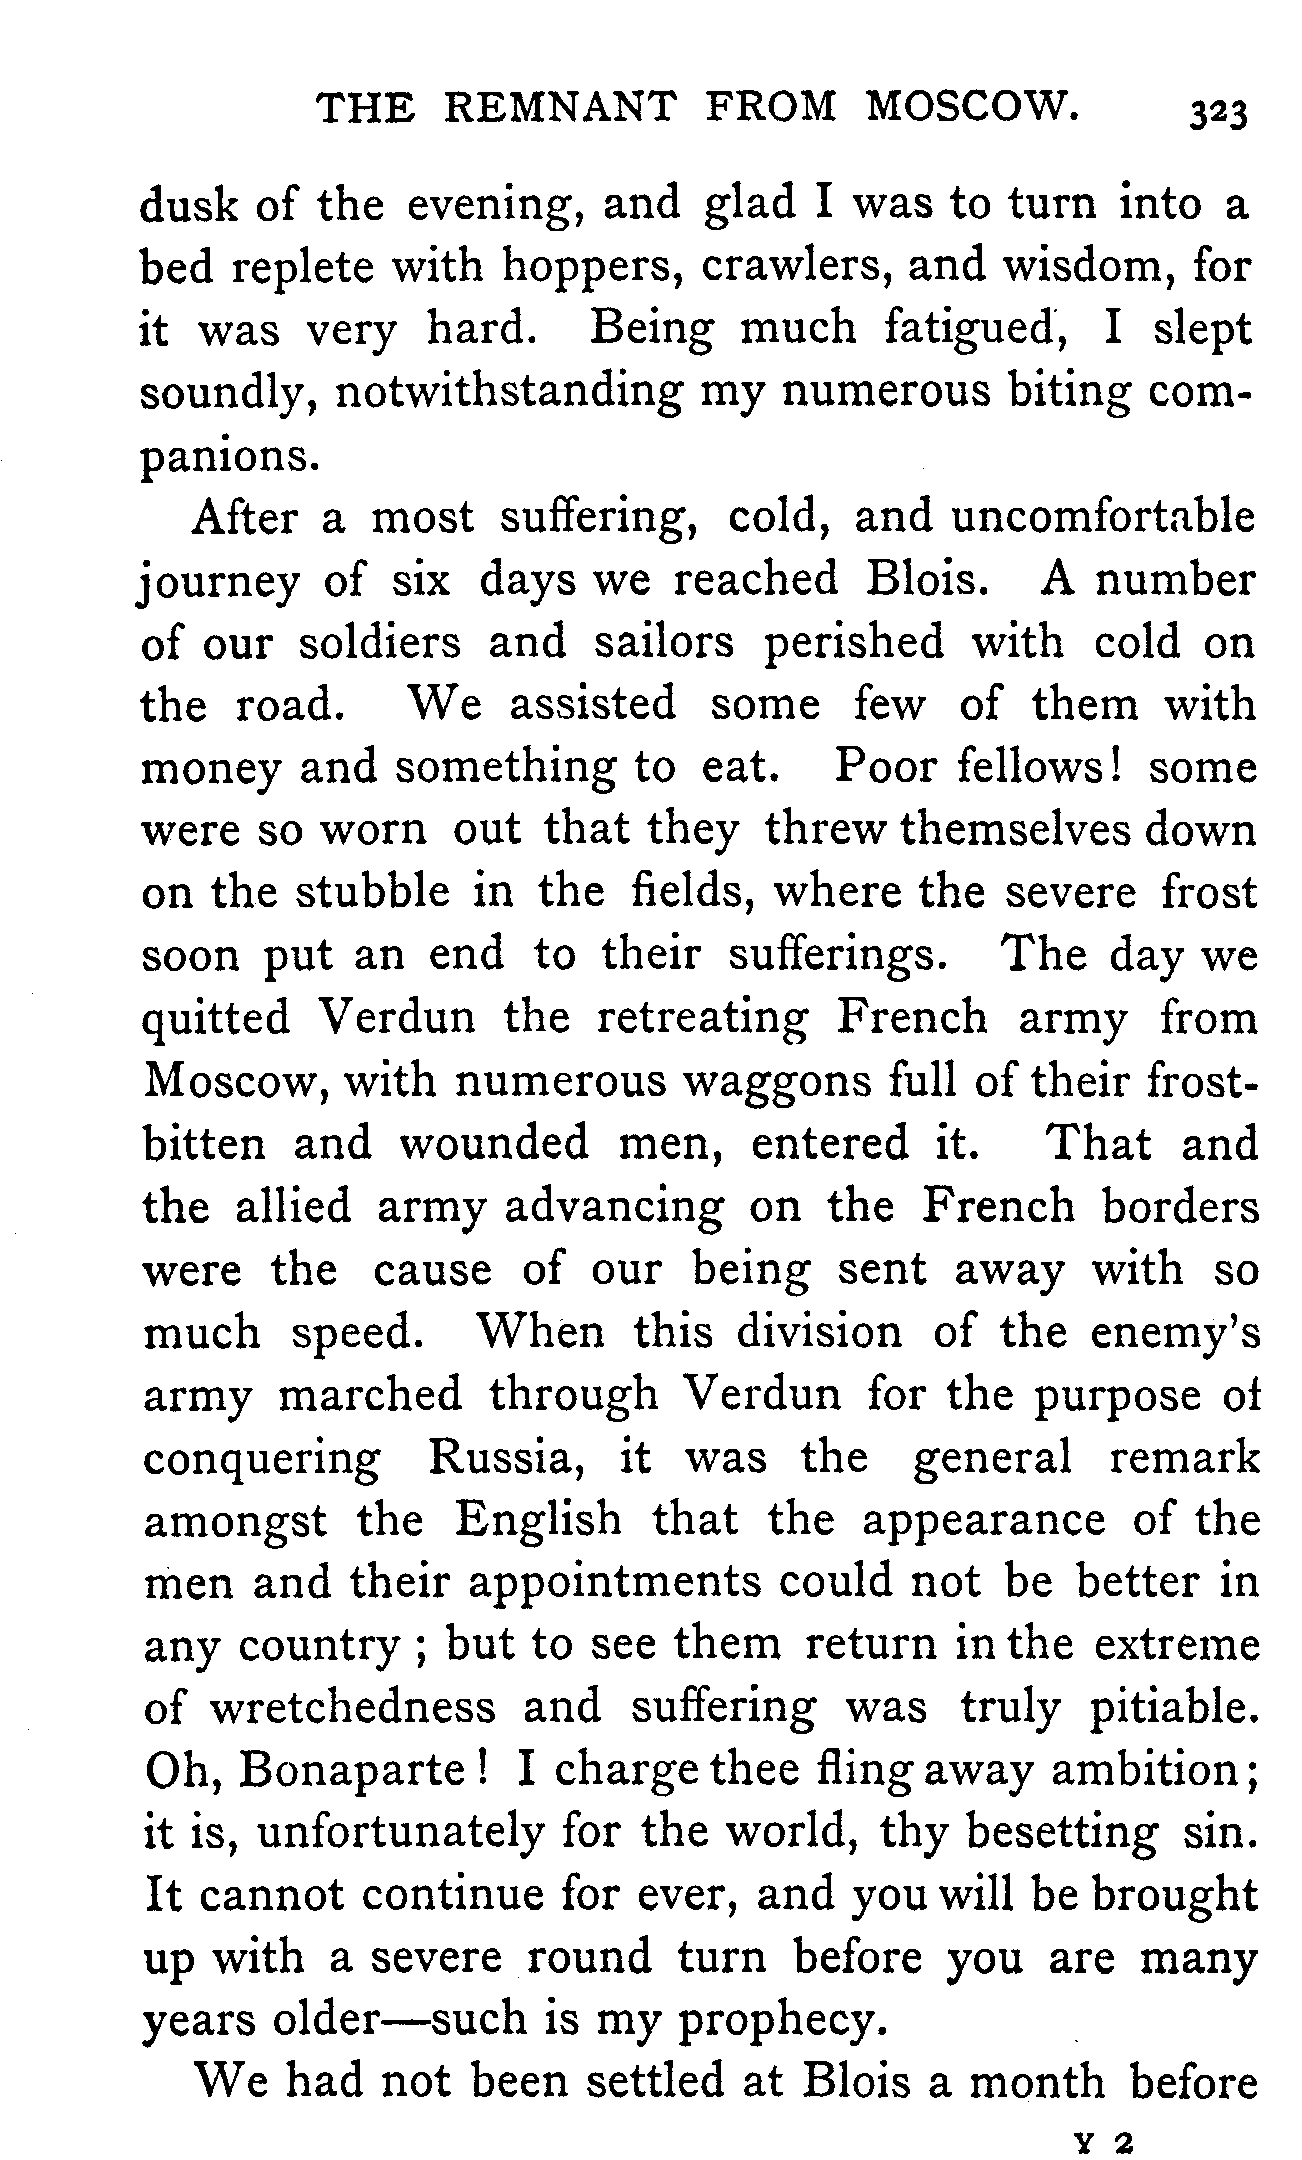 THE REMNANT FROM MOSCOW. 323
dusk of the evening, and glad I was to turn into a
bed replete with hoppers, crawlers, and wisdom, for
it was very hard. Being much fatigued, I slept
soundly, notwithstanding my numerous biting com-
panions.
After a most suffering, cold, and uncomfortable
journey of six days we reached Blois. A number
of our soldiers and sailors perished with cold on
the road. We assisted some few of them with
money and something to eat. Poor fellows! some
were so worn out that they threw themselves down
on the stubble in the fields, where the severe frost
soon put an end to their sufferings. The day we
quitted Verdun the retreating French army from
Moscow, with numerous waggons full of their frost-
bitten and wounded men, entered it. That and
the allied army advancing on the French borders
were the cause of our being sent away with so
much speed. When this division of the enemy's
army marched through Verdun for the purpose of
conquering Russia, it was the general remark
amongst the English that the appearance of the
men and their appointments could not be better in
any country ; but to see them return in the extreme
of wretchedness and suffering was truly pitiable.
Oh, Bonaparte ! I charge thee fling away ambition;
it is, unfortunately for the world, thy besetting sin.
It cannot continue for ever, and you will be brought
up with a severe round turn before you are many
years older—such is my prophecy.
We had not been settled at Blois a month before
Y 2